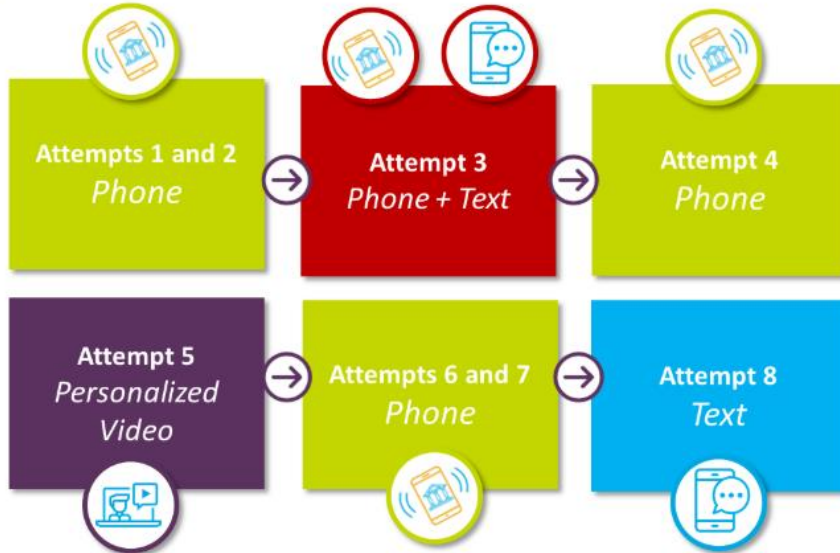 Attempts 1 and 2
Phone
Attempt 3
Phone + Text
Attempt 4
Phone
Attempt 5
Personalized
Video
Attempts 6 and 7
Phone
Attempt 8
Text